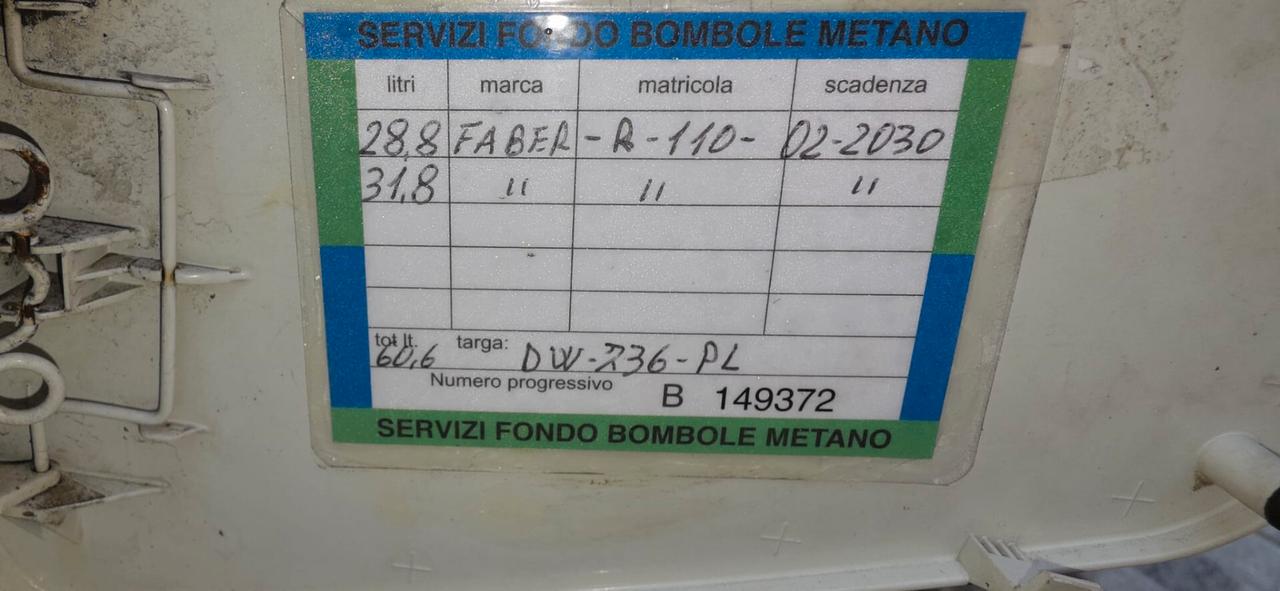 SERVIZI FONDO BOMBOLE METANO
litri marca matricola scadenza
28,8 FABER -R-110- 02-2030
31,8 " " "
tot lt. 60,6 targa: DW-236-PL
Numero progressivo B 149372
SERVIZI FONDO BOMBOLE METANO